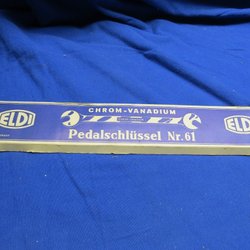 CHROM-VANADIUM
ELDI
ELDI
Pedalschlüssel Nr. 61